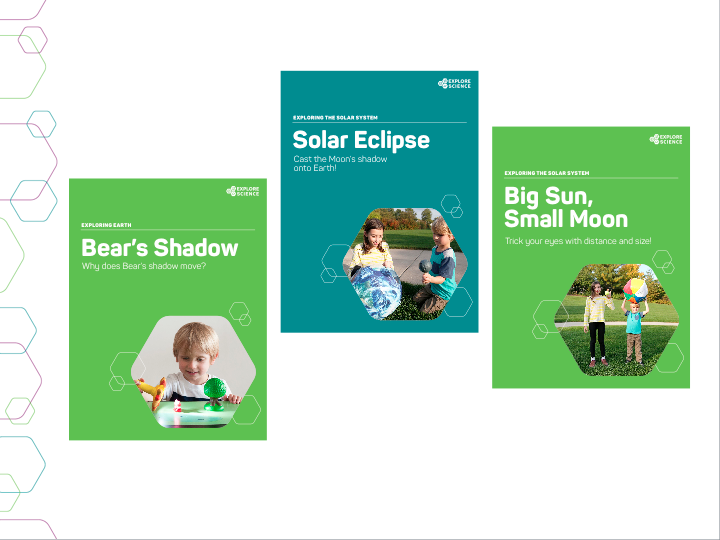 EXPLORE
SCIENCE
EXPLORING EARTH
Bear's Shadow
Why does Bear's shadow move?
EXPLORE
SCIENCE
EXPLORING THE SOLAR SYSTEM
Solar Eclipse
Cast the Moon's shadow
onto Earth!
EXPLORE
SCIENCE
EXPLORING THE SOLAR SYSTEM
Big Sun,
Small Moon
Trick your eyes with distance and size!